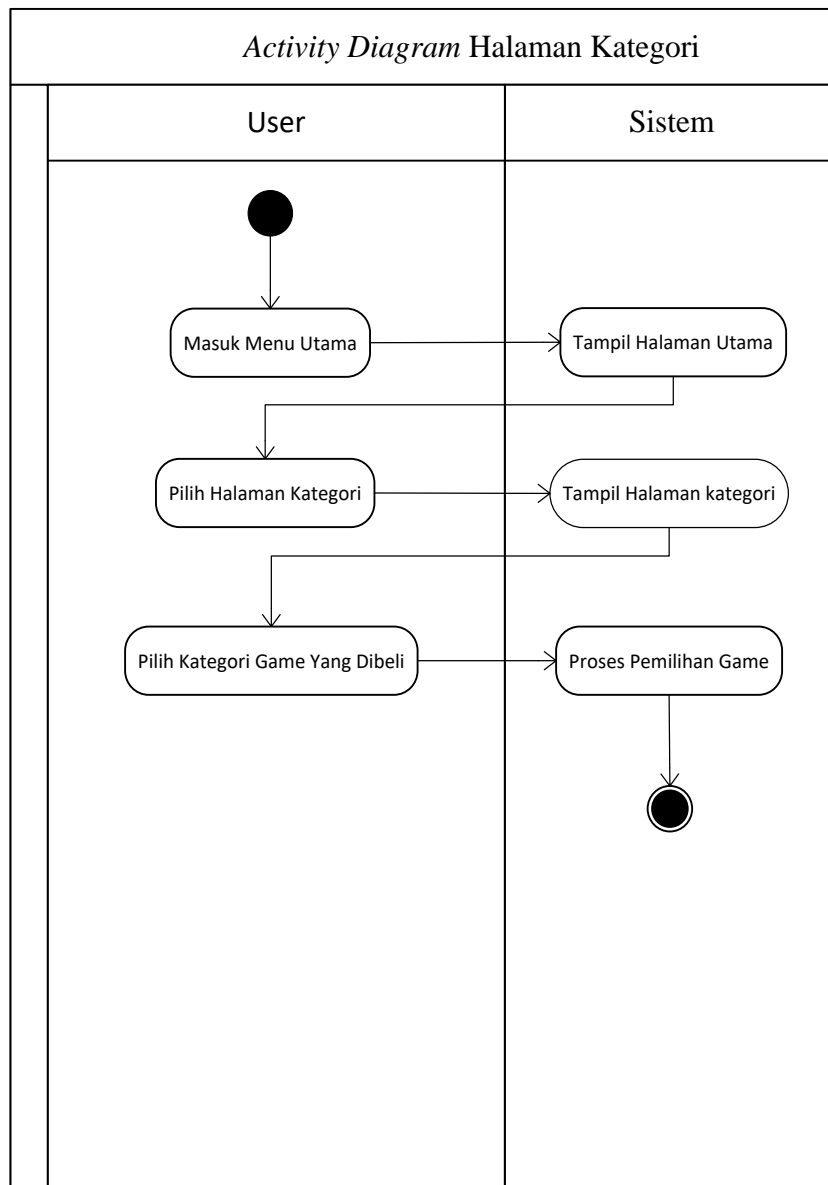 Activity Diagram Halaman Kategori
User
Sistem
Masuk Menu Utama
Tampil Halaman Utama
Pilih Halaman Kategori
Tampil Halaman kategori
Pilih Kategori Game Yang Dibeli
Proses Pemilihan Game